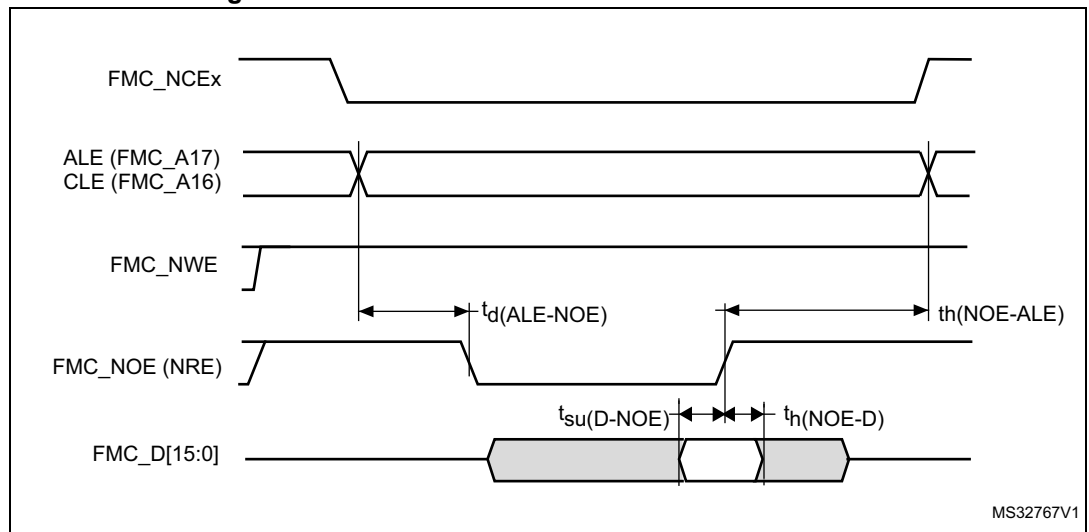 FMC_NCEx
ALE (FMC_A17)
CLE (FMC_A16)
FMC_NWE
td(ALE-NOE)
th(NOE-ALE)
FMC_NOE (NRE)
tsu(D-NOE)
th(NOE-D)
FMC_D[15:0]
MS32767V1